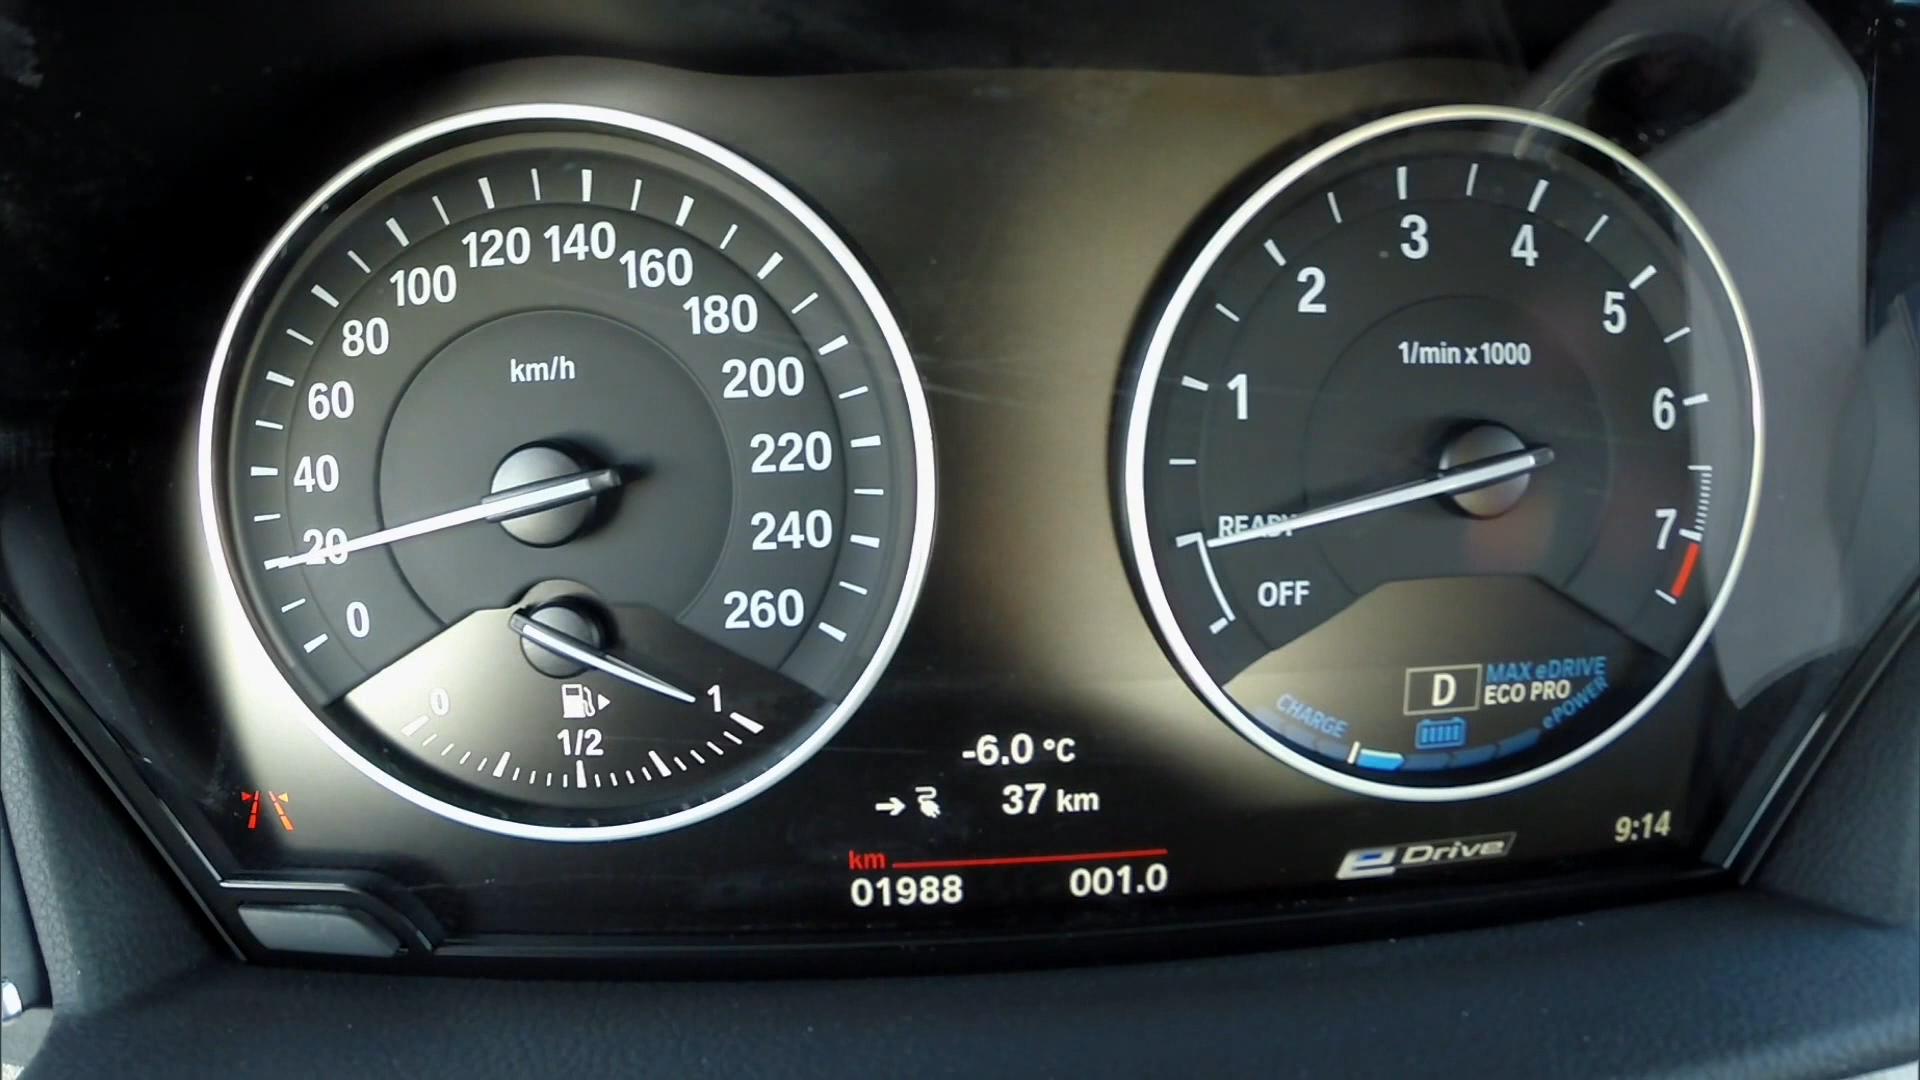 km/h
0
20
40
60
80
100
120
140
160
180
200
220
240
260
0
1/2
1
1/min x 1000
OFF
READY
1
2
3
4
5
6
7
D
MAX eDRIVE
ECO PRO
CHARGE
ePOWER
-6.0 °C
37 km
km
01988 001.0
eDrive
9:14